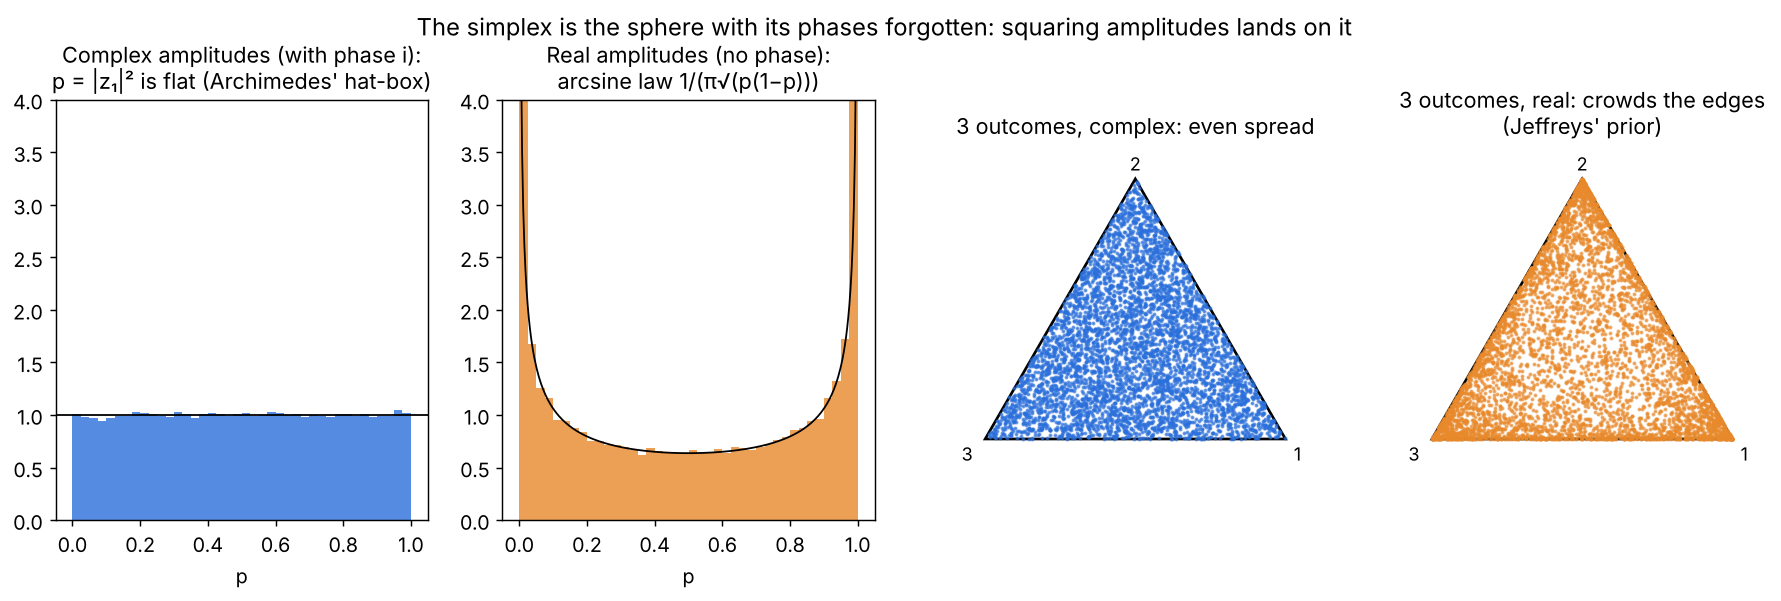 The simplex is the sphere with its phases forgotten: squaring amplitudes lands on it
Complex amplitudes (with phase i):
p = |z₁|² is flat (Archimedes' hat-box)
4.0
3.5
3.0
2.5
2.0
1.5
1.0
0.5
0.0
0.0 0.2 0.4 0.6 0.8 1.0
p
Real amplitudes (no phase):
arcsine law 1/(π√(p(1−p)))
4.0
3.5
3.0
2.5
2.0
1.5
1.0
0.5
0.0
0.0 0.2 0.4 0.6 0.8 1.0
p
3 outcomes, complex: even spread
2
3 1
3 outcomes, real: crowds the edges
(Jeffreys' prior)
2
3 1